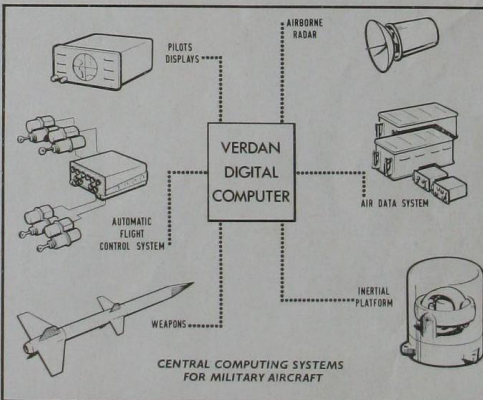 PILOTS
DISPLAYS
AIRBORNE
RADAR
VERDAN
DIGITAL
COMPUTER
AUTOMATIC
FLIGHT
CONTROL SYSTEM
AIR DATA SYSTEM
WEAPONS
INERTIAL
PLATFORM
CENTRAL COMPUTING SYSTEMS
FOR MILITARY AIRCRAFT